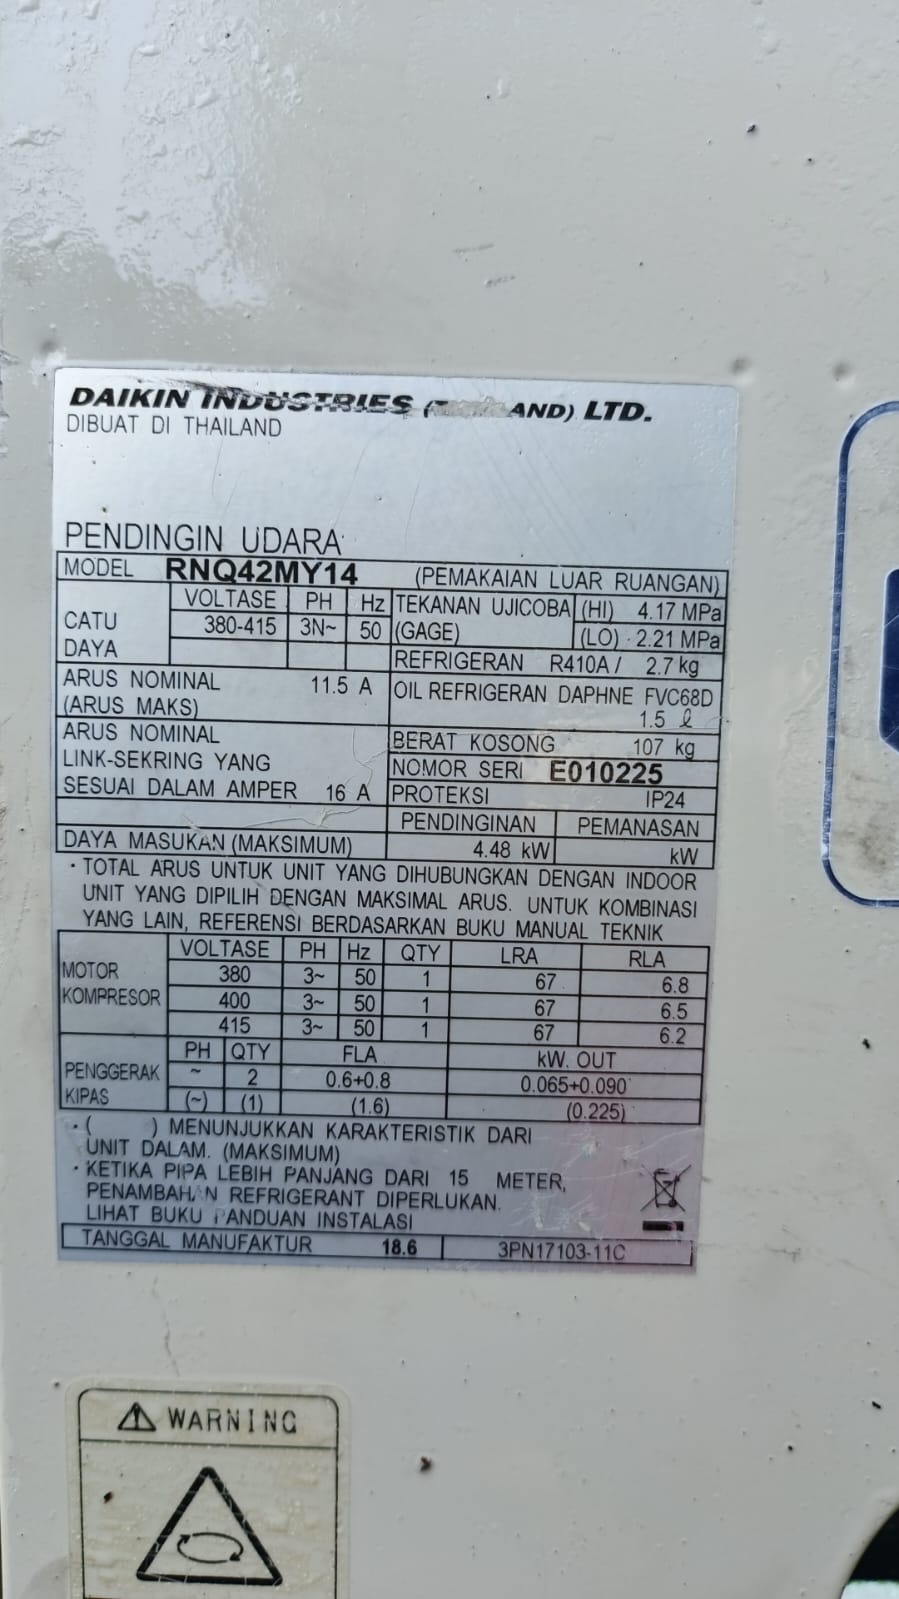 DAIKIN INDUSTRIES LTD.
DIBUAT DI THAILAND
PENDINGIN UDARA
MODEL RNQ42MY14 (PEMAKAIAN LUAR RUANGAN)
CATU DAYA
VOLTASE PH Hz
380-415 3N~ 50
TEKANAN UJICOBA (GAGE)
(HI) 4.17 MPa
(LO) 2.21 MPa
REFRIGERAN R410A / 2.7 kg
ARUS NOMINAL 11.5 A
(ARUS MAKS)
OIL REFRIGERAN DAPHNE FVC68D
1.5 ℓ
ARUS NOMINAL
LINK-SEKRING YANG
SESUAI DALAM AMPER 16 A
BERAT KOSONG 107 kg
NOMOR SERI E010225
PROTEKSI IP24
PENDINGINAN PEMANASAN
DAYA MASUKAN (MAKSIMUM) 4.48 kW kW
· TOTAL ARUS UNTUK UNIT YANG DIHUBUNGKAN DENGAN INDOOR
UNIT YANG DIPILIH DENGAN MAKSIMAL ARUS. UNTUK KOMBINASI
YANG LAIN, REFERENSI BERDASARKAN BUKU MANUAL TEKNIK
MOTOR KOMPRESOR
VOLTASE PH Hz QTY LRA RLA
380 3~ 50 1 67 6.8
400 3~ 50 1 67 6.5
415 3~ 50 1 67 6.2
PENGGERAK KIPAS
PH QTY FLA kW. OUT
~ 2 0.6+0.8 0.065+0.090
(~) (1) (1.6) (0.225)
· ( ) MENUNJUKKAN KARAKTERISTIK DARI
UNIT DALAM. (MAKSIMUM)
· KETIKA PIPA LEBIH PANJANG DARI 15 METER,
PENAMBAHAN REFRIGERANT DIPERLUKAN.
LIHAT BUKU PANDUAN INSTALASI
TANGGAL MANUFAKTUR 18.6 3PN17103-11C
WARNING